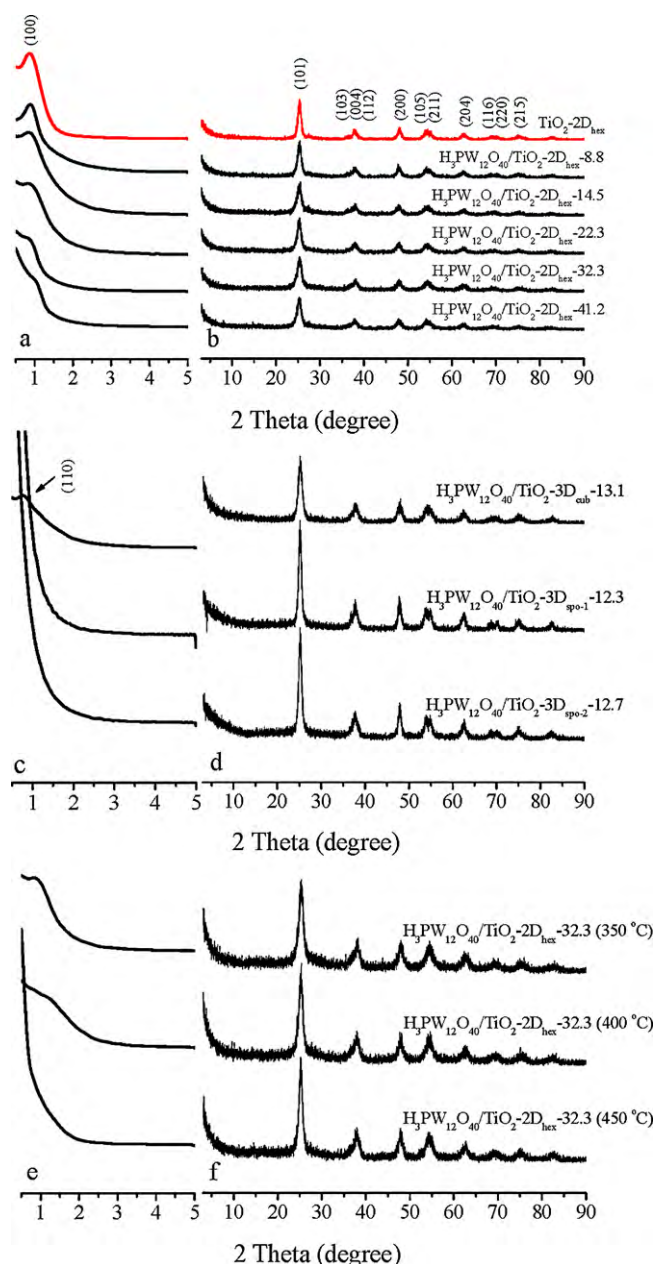 (100)
(101)
(103)
(004)
(112)
(200)
(105)
(211)
(204)
(116)
(220)
(215)
TiO2-2Dhex
H3PW12O40/TiO2-2Dhex-8.8
H3PW12O40/TiO2-2Dhex-14.5
H3PW12O40/TiO2-2Dhex-22.3
H3PW12O40/TiO2-2Dhex-32.3
H3PW12O40/TiO2-2Dhex-41.2
a b
1 2 3 4 5 10 20 30 40 50 60 70 80 90
2 Theta (degree)
(110)
H3PW12O40/TiO2-3Dcub-13.1
H3PW12O40/TiO2-3Dspo-1-12.3
H3PW12O40/TiO2-3Dspo-2-12.7
c d
1 2 3 4 5 10 20 30 40 50 60 70 80 90
2 Theta (degree)
H3PW12O40/TiO2-2Dhex-32.3 (350 °C)
H3PW12O40/TiO2-2Dhex-32.3 (400 °C)
H3PW12O40/TiO2-2Dhex-32.3 (450 °C)
e f
1 2 3 4 5 10 20 30 40 50 60 70 80 90
2 Theta (degree)